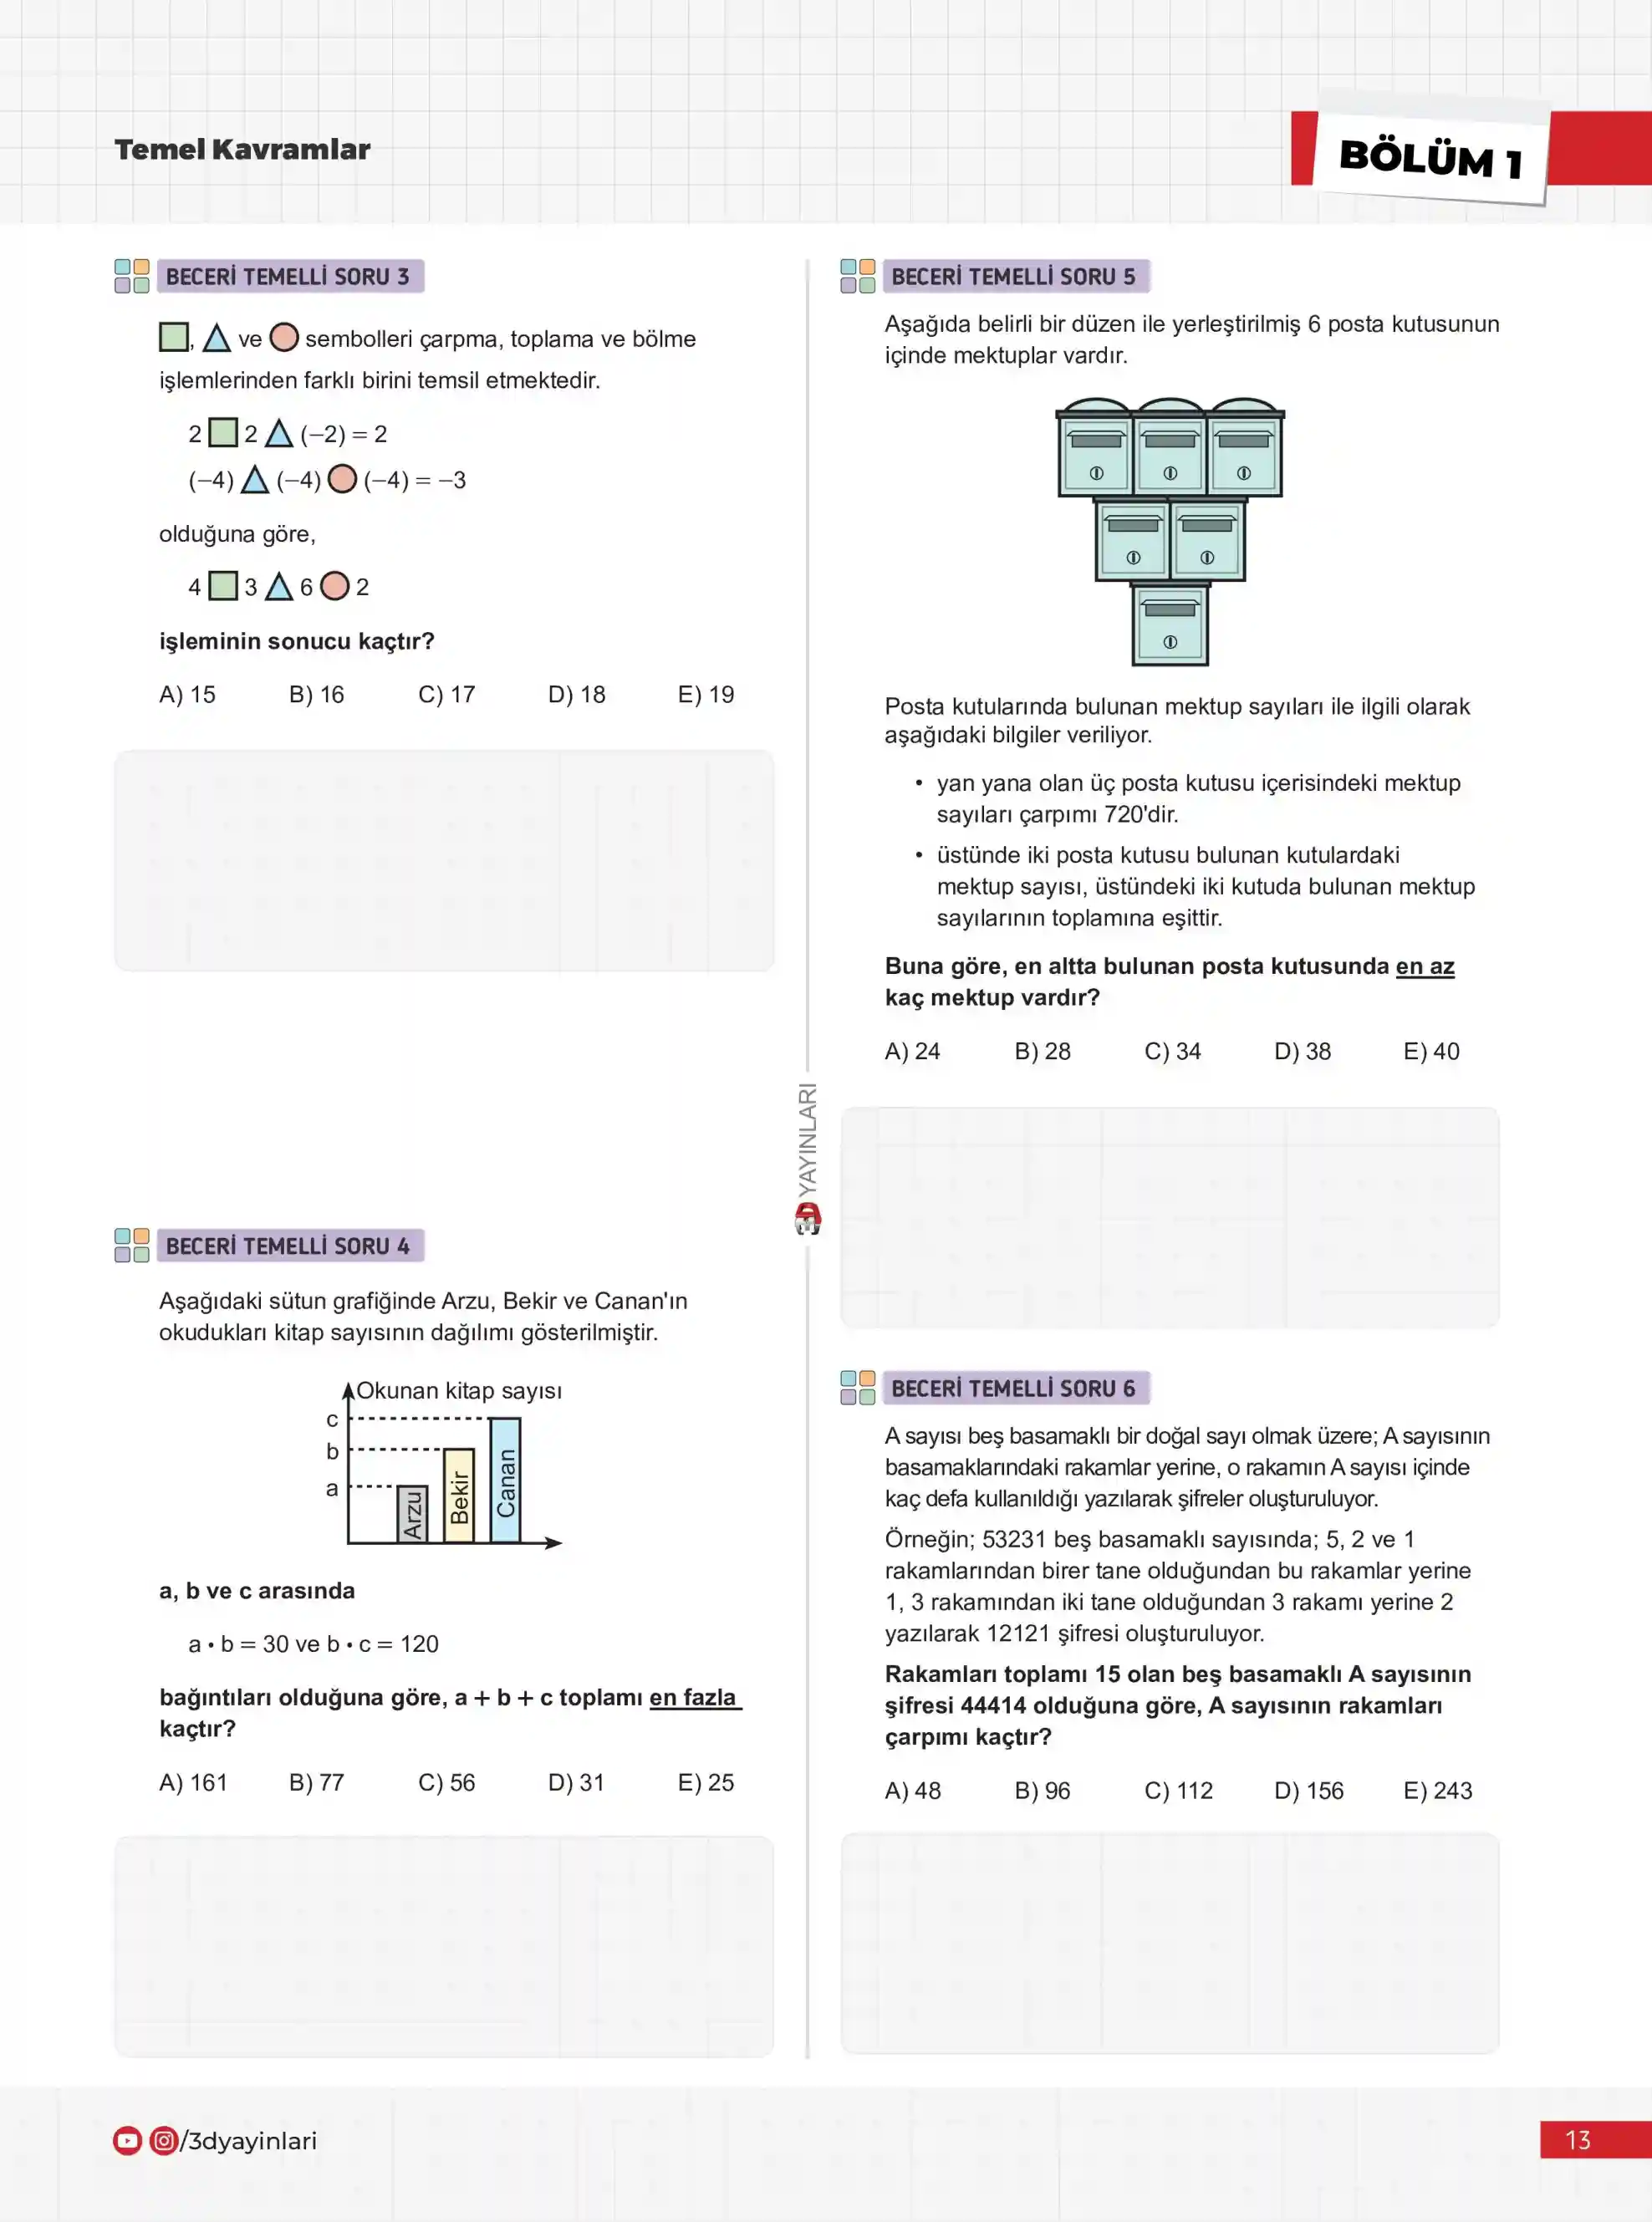 Temel Kavramlar
BÖLÜM 1
BECERİ TEMELLİ SORU 3
, ve sembolleri çarpma, toplama ve bölme
işlemlerinden farklı birini temsil etmektedir.
2 2 (−2) = 2
(−4) (−4) (−4) = −3
olduğuna göre,
4 3 6 2
işleminin sonucu kaçtır?
A) 15 B) 16 C) 17 D) 18 E) 19
BECERİ TEMELLİ SORU 4
Aşağıdaki sütun grafiğinde Arzu, Bekir ve Canan'ın
okudukları kitap sayısının dağılımı gösterilmiştir.
Okunan kitap sayısı
c
b
a
Arzu
Bekir
Canan
a, b ve c arasında
a • b = 30 ve b • c = 120
bağıntıları olduğuna göre, a + b + c toplamı en fazla
kaçtır?
A) 161 B) 77 C) 56 D) 31 E) 25
YAYINLARI
BECERİ TEMELLİ SORU 5
Aşağıda belirli bir düzen ile yerleştirilmiş 6 posta kutusunun
içinde mektuplar vardır.
Posta kutularında bulunan mektup sayıları ile ilgili olarak
aşağıdaki bilgiler veriliyor.
• yan yana olan üç posta kutusu içerisindeki mektup
sayıları çarpımı 720'dir.
• üstünde iki posta kutusu bulunan kutulardaki
mektup sayısı, üstündeki iki kutuda bulunan mektup
sayılarının toplamına eşittir.
Buna göre, en altta bulunan posta kutusunda en az
kaç mektup vardır?
A) 24 B) 28 C) 34 D) 38 E) 40
BECERİ TEMELLİ SORU 6
A sayısı beş basamaklı bir doğal sayı olmak üzere; A sayısının
basamaklarındaki rakamlar yerine, o rakamın A sayısı içinde
kaç defa kullanıldığı yazılarak şifreler oluşturuluyor.
Örneğin; 53231 beş basamaklı sayısında; 5, 2 ve 1
rakamlarından birer tane olduğundan bu rakamlar yerine
1, 3 rakamından iki tane olduğundan 3 rakamı yerine 2
yazılarak 12121 şifresi oluşturuluyor.
Rakamları toplamı 15 olan beş basamaklı A sayısının
şifresi 44414 olduğuna göre, A sayısının rakamları
çarpımı kaçtır?
A) 48 B) 96 C) 112 D) 156 E) 243
/3dyayinlari
13